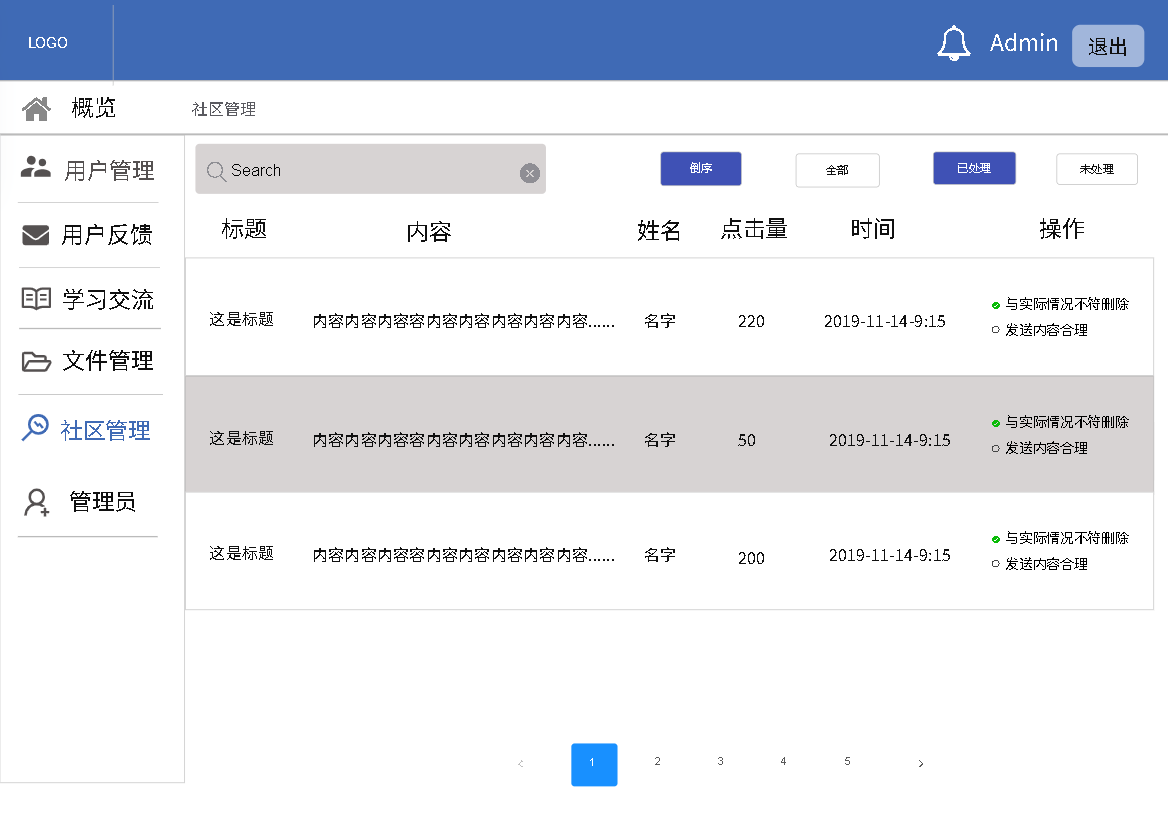 LOGO
Admin
退出
概览
社区管理
用户管理
用户反馈
学习交流
文件管理
社区管理
管理员
Search
倒序
全部
已处理
未处理
标题 内容 姓名 点击量 时间 操作
这是标题 内容内容内容容内容内容内容内容内容...... 名字 220 2019-11-14-9:15
与实际情况不符删除
发送内容合理
这是标题 内容内容内容容内容内容内容内容内容...... 名字 50 2019-11-14-9:15
与实际情况不符删除
发送内容合理
这是标题 内容内容内容容内容内容内容内容内容...... 名字 200 2019-11-14-9:15
与实际情况不符删除
发送内容合理
< 1 2 3 4 5 >